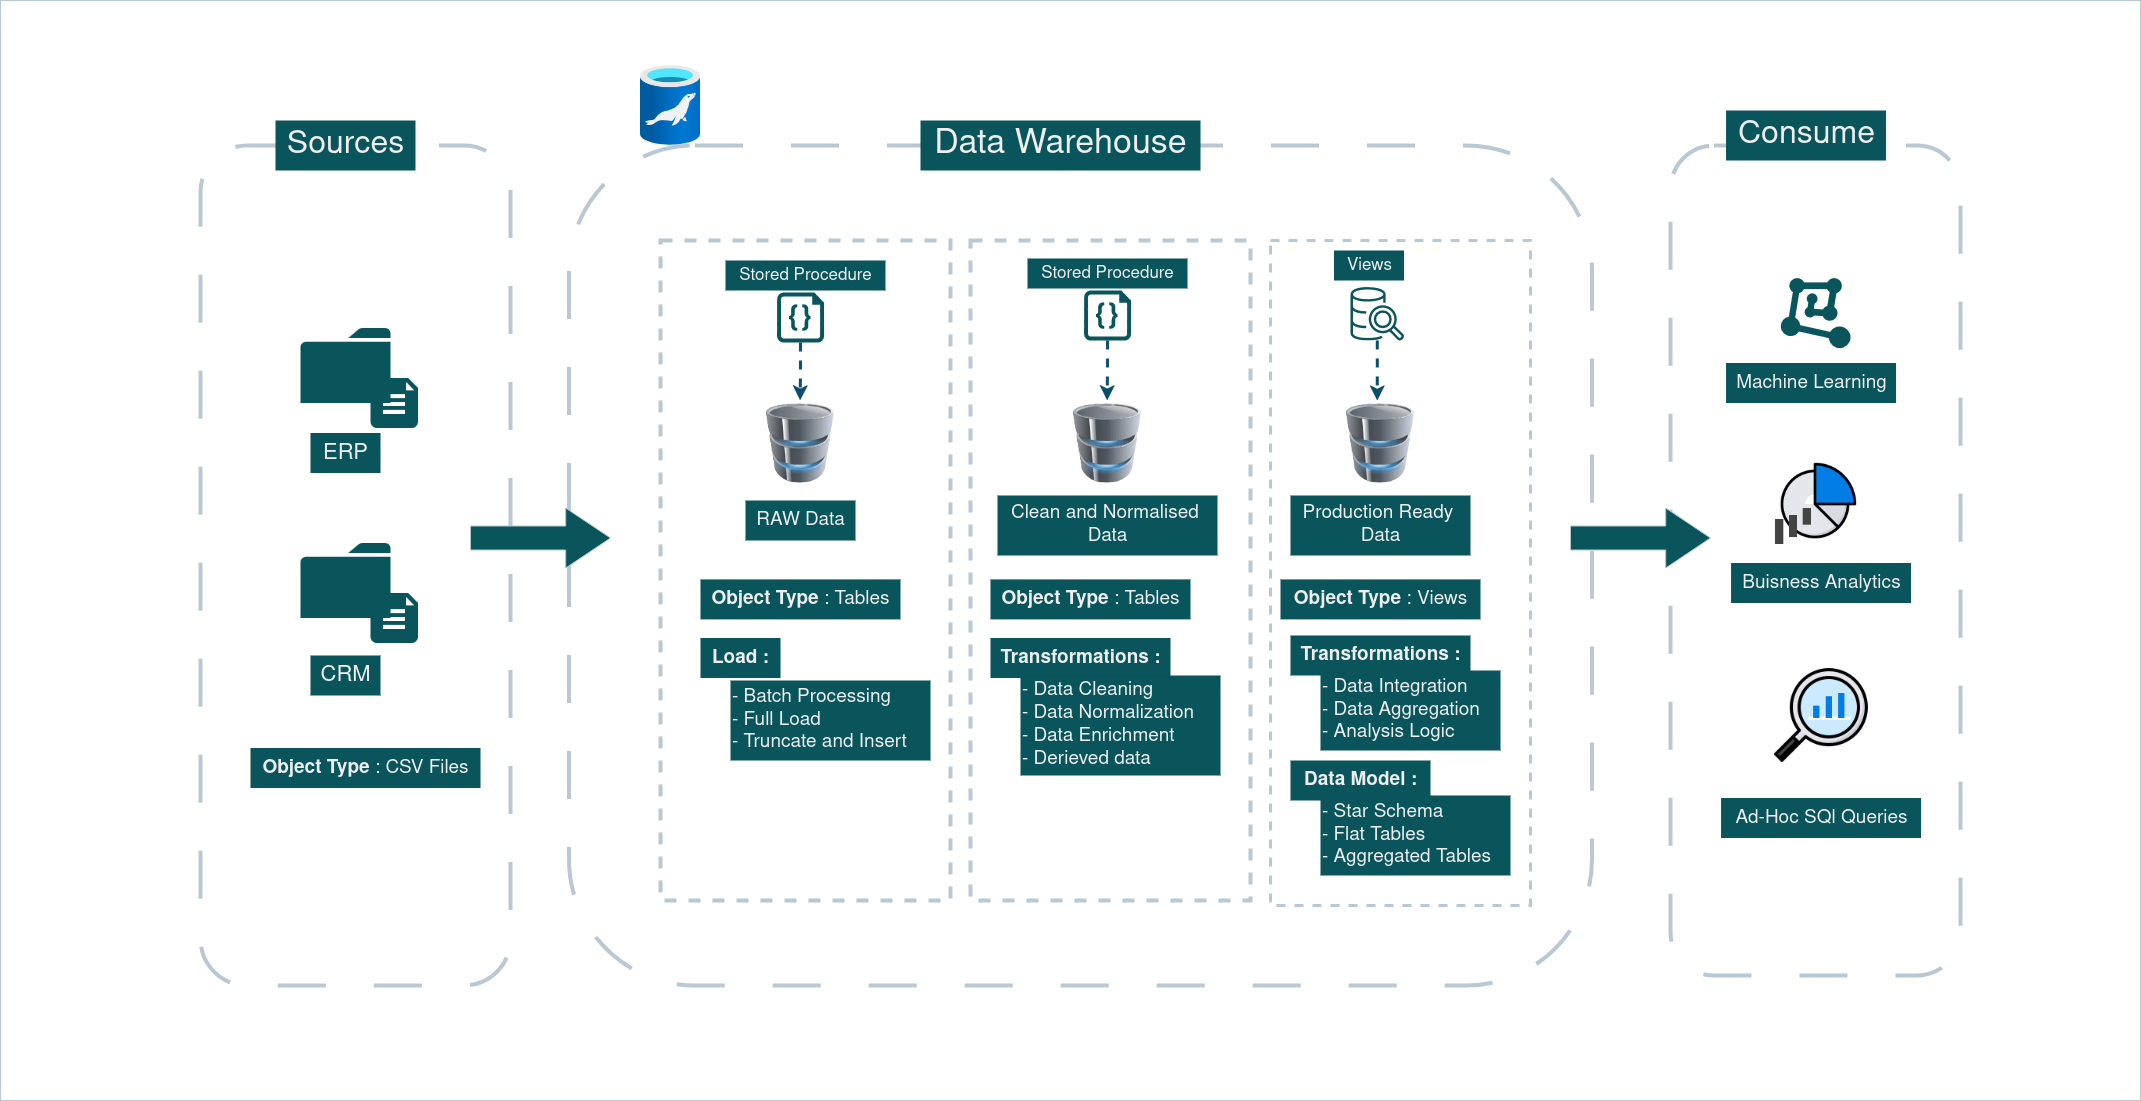 Sources
ERP
CRM
Object Type : CSV Files
Data Warehouse
Stored Procedure
{}
RAW Data
Object Type : Tables
Load :
- Batch Processing
- Full Load
- Truncate and Insert
Stored Procedure
{}
Clean and Normalised
Data
Object Type : Tables
Transformations :
- Data Cleaning
- Data Normalization
- Data Enrichment
- Derieved data
Views
Production Ready
Data
Object Type : Views
Transformations :
- Data Integration
- Data Aggregation
- Analysis Logic
Data Model :
- Star Schema
- Flat Tables
- Aggregated Tables
Consume
Machine Learning
Buisness Analytics
Ad-Hoc SQl Queries